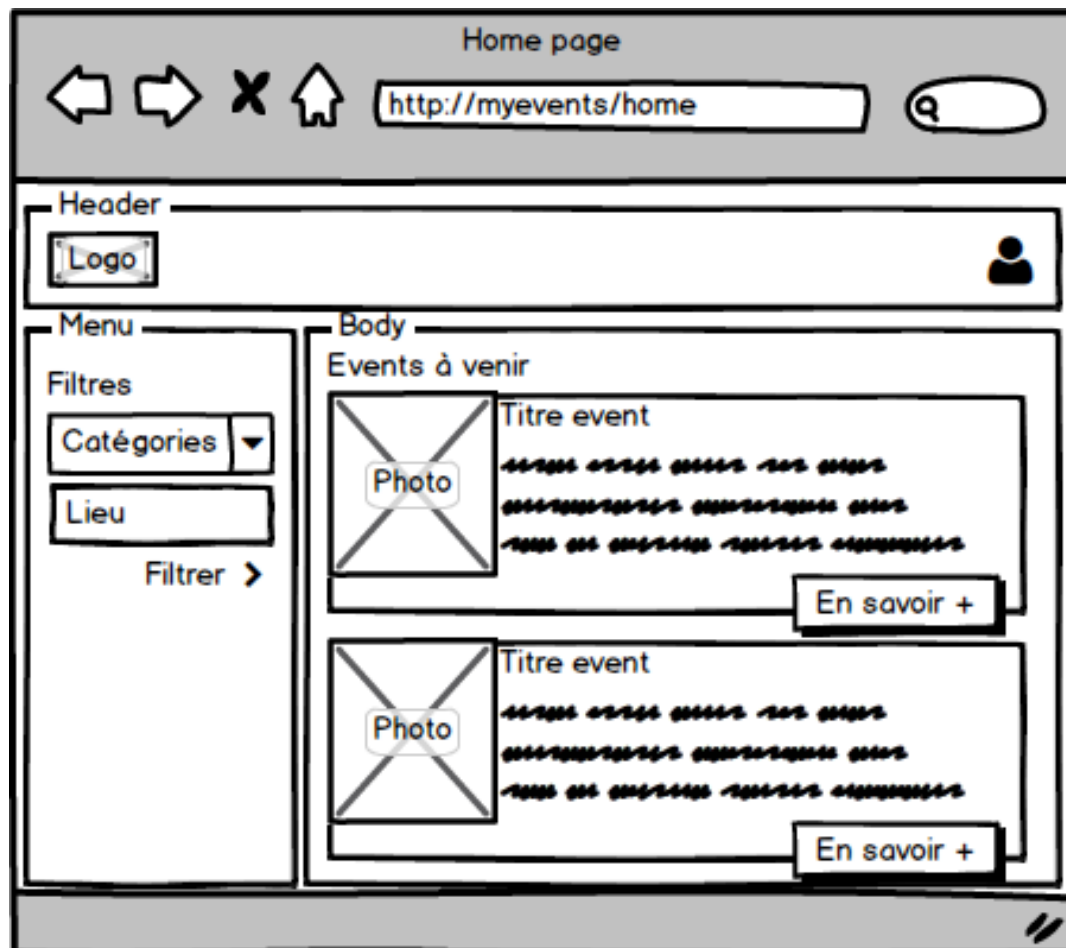 Home page
http://myevents/home
Header
Logo
Menu
Filtres
Catégories
Lieu
Filtrer
Body
Events à venir
Photo
Titre event
En savoir +
Photo
Titre event
En savoir +